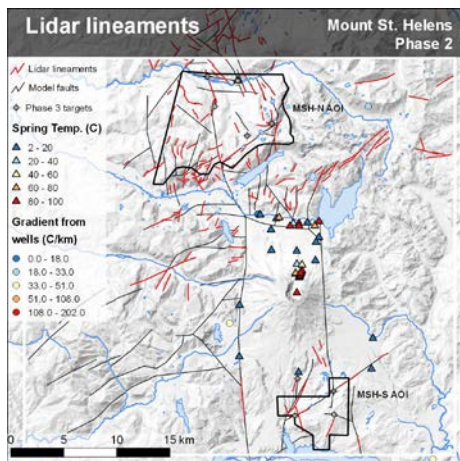 Lidar lineaments
Mount St. Helens
Phase 2
Lidar lineaments
Model faults
Phase 3 targets
Spring Temp. (C)
2 - 20
20 - 40
40 - 60
60 - 80
80 - 100
Gradient from
wells (C/km)
0.0 - 18.0
18.0 - 33.0
33.0 - 51.0
51.0 - 108.0
108.0 - 202.0
MSH-N AOI
MSH-S AOI
0 5 10 15 km